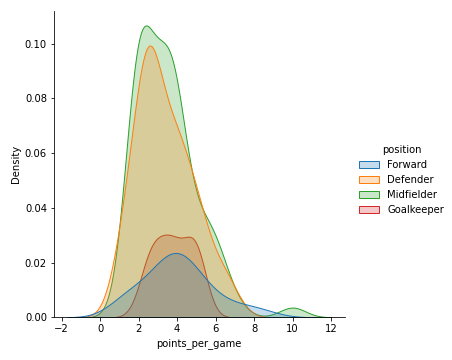 0.10
0.08
0.06
0.04
0.02
0.00
Density
−2 0 2 4 6 8 10 12
points_per_game
position
Forward
Defender
Midfielder
Goalkeeper